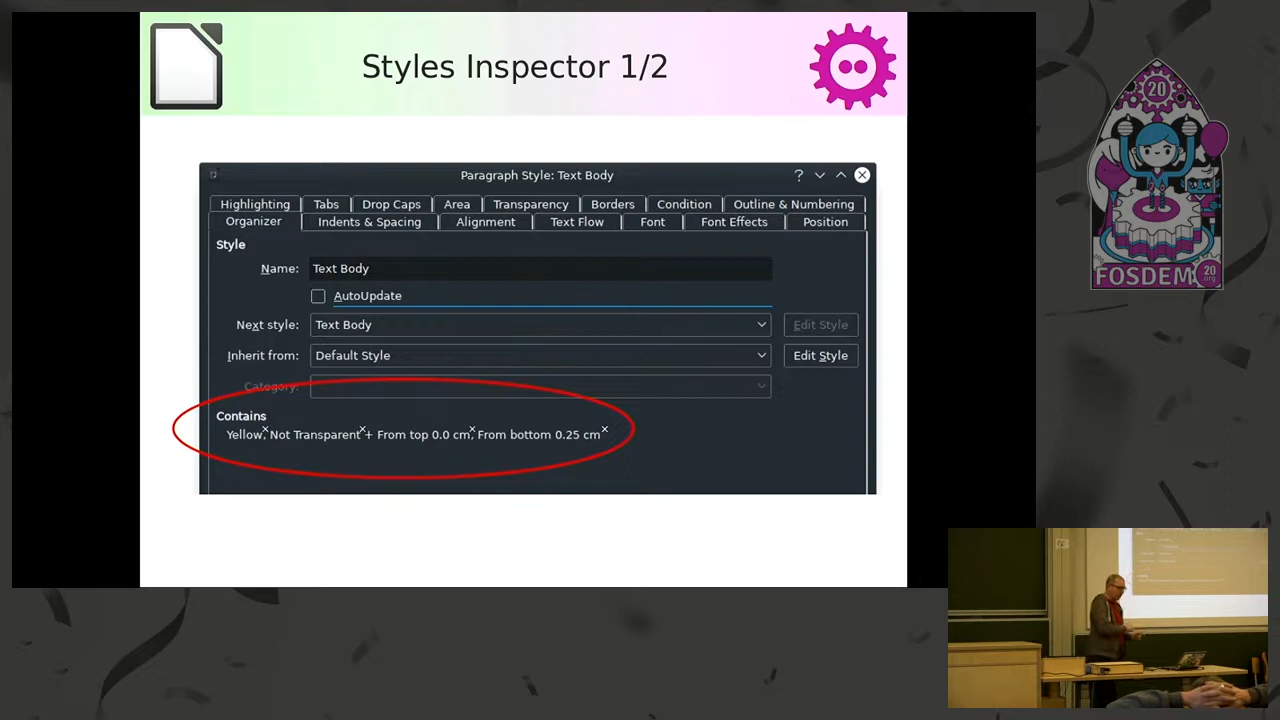 Styles Inspector 1/2
Paragraph Style: Text Body
?
Highlighting Tabs Drop Caps Area Transparency Borders Condition Outline & Numbering
Organizer Indents & Spacing Alignment Text Flow Font Font Effects Position
Style
Name: Text Body
AutoUpdate
Next style: Text Body Edit Style
Inherit from: Default Style Edit Style
Category:
Contains
Yellow, Not Transparent + From top 0.0 cm, From bottom 0.25 cm
20
FOSDEM 20 .org